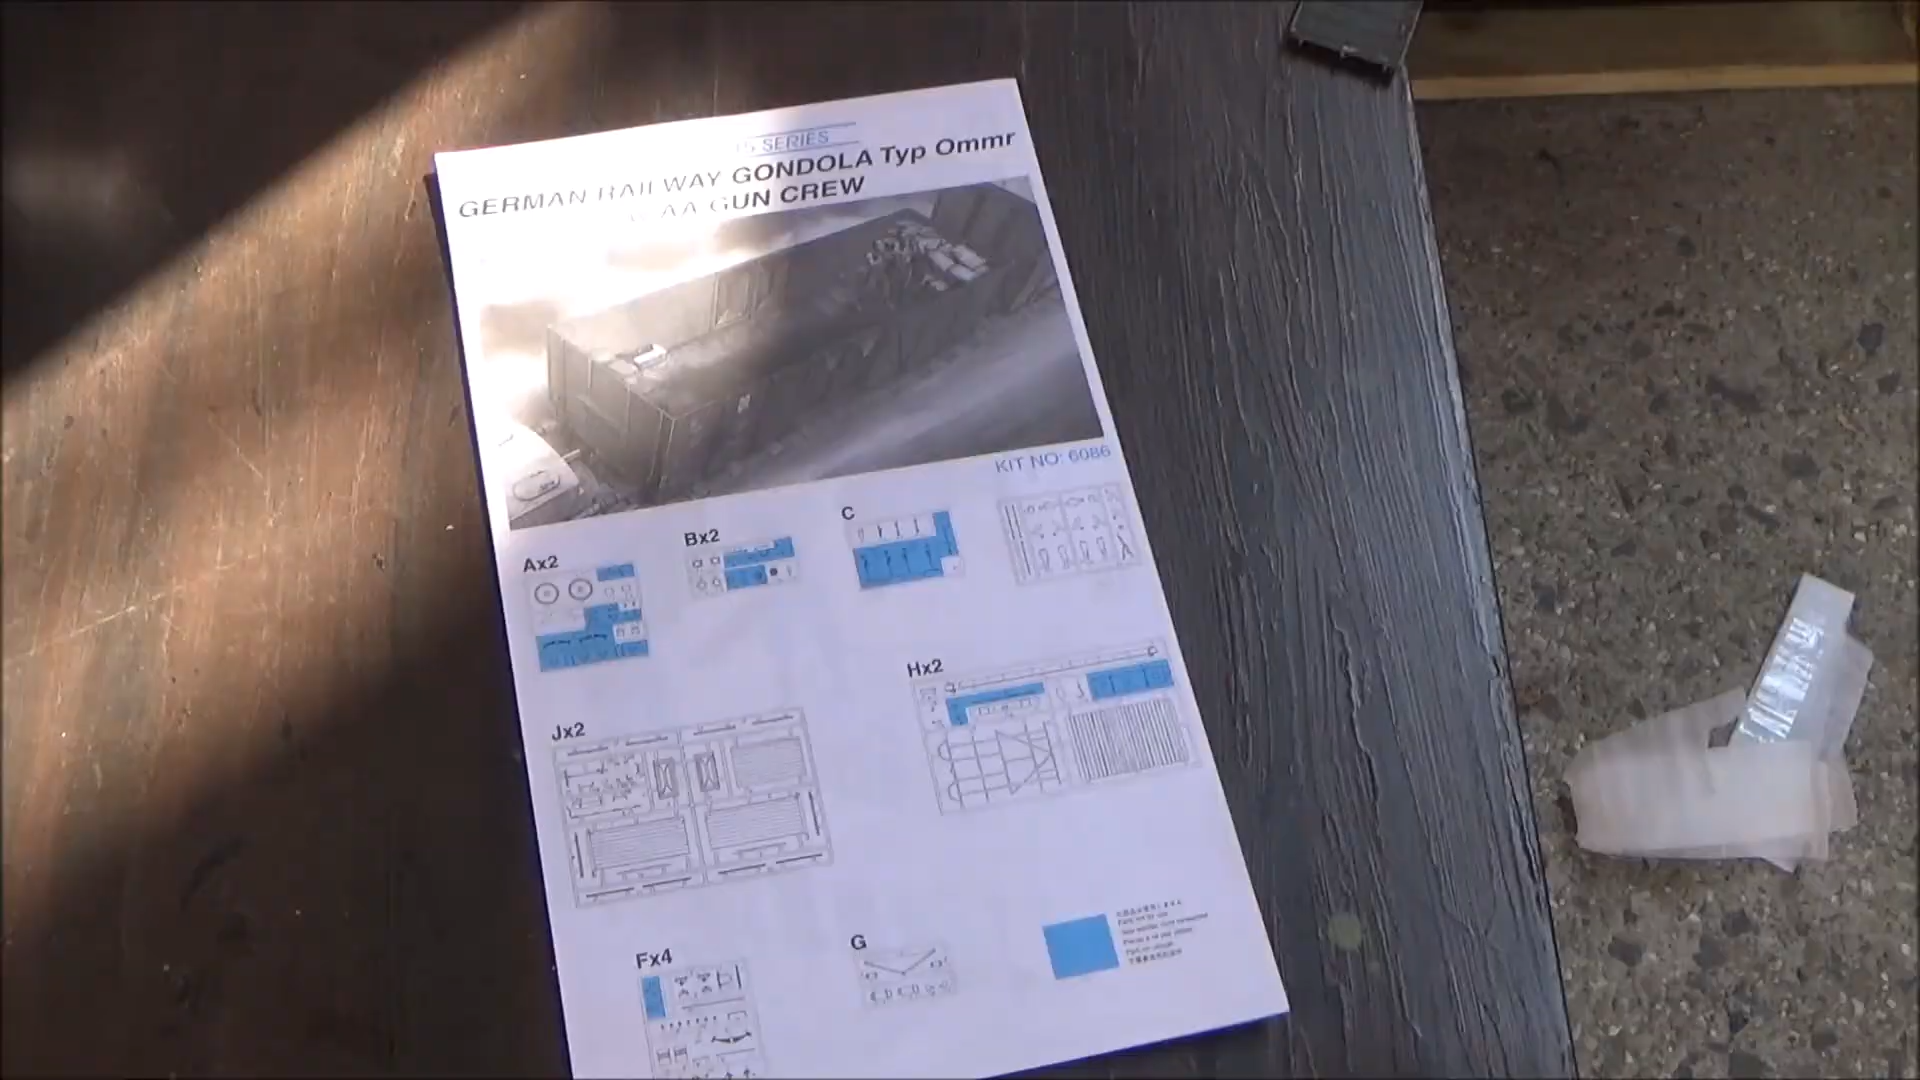 SERIES
GERMAN RAILWAY GONDOLA Typ Ommr
AA GUN CREW
KIT NO: 6086
Ax2
Bx2
C
Hx2
Jx2
Fx4
G